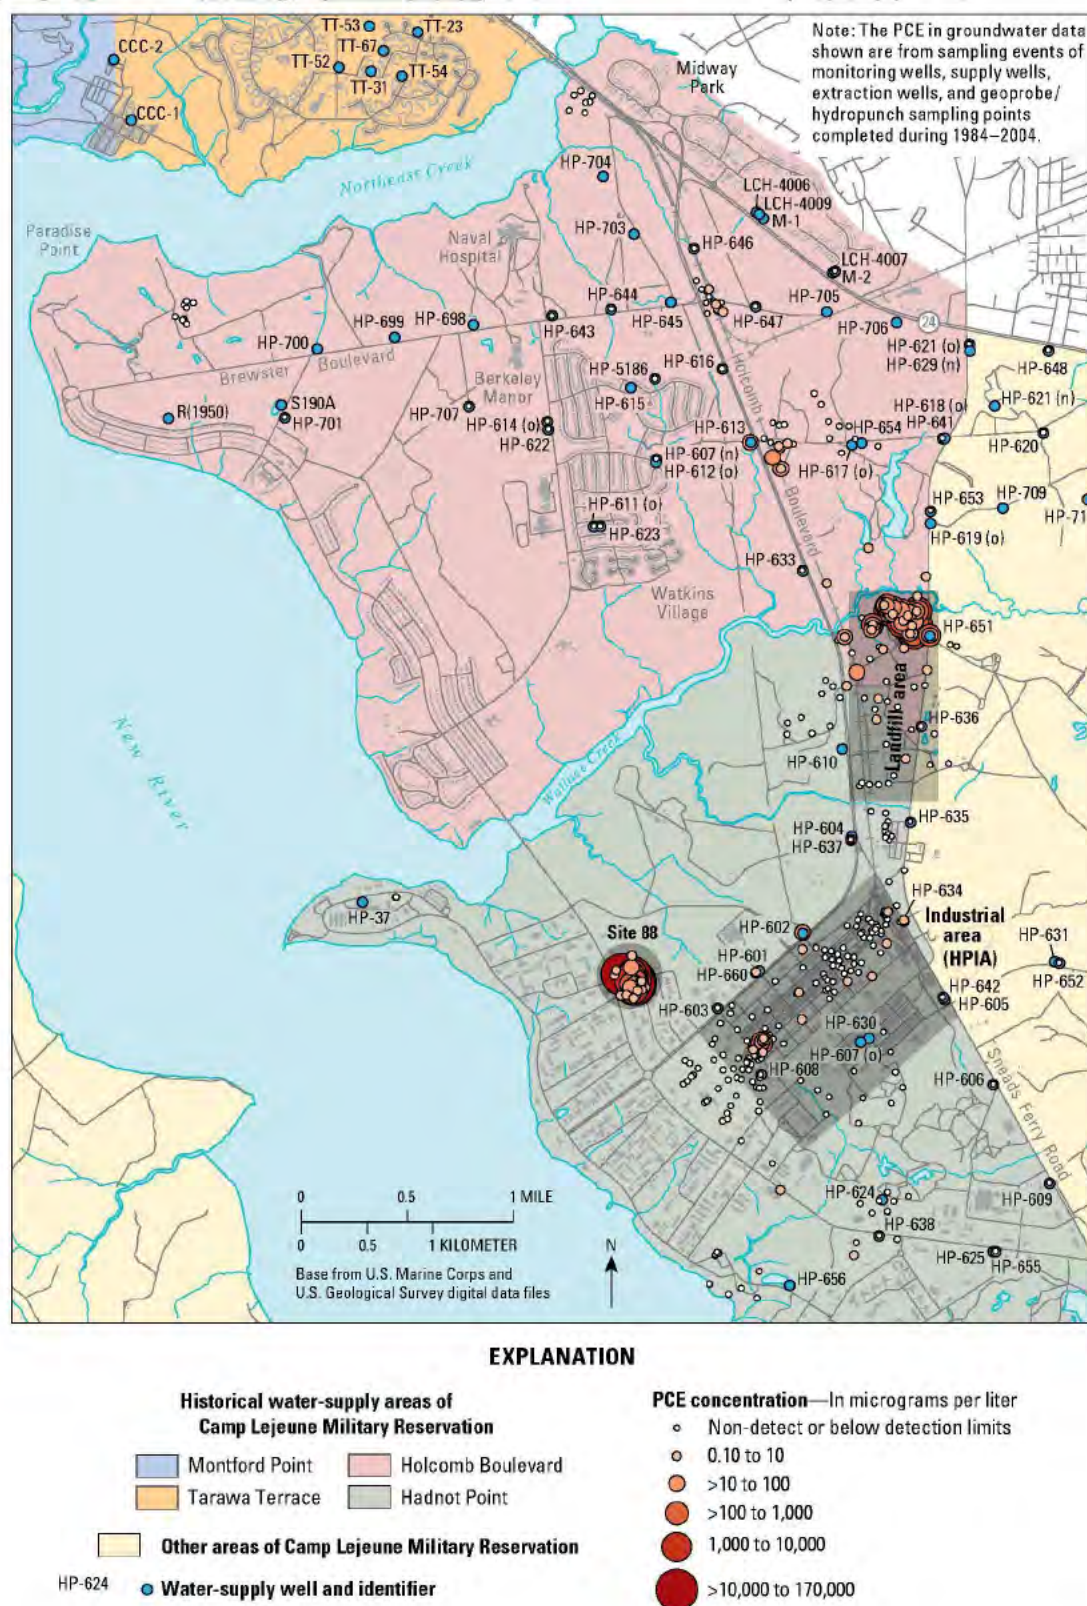 Note: The PCE in groundwater data
shown are from sampling events of
monitoring wells, supply wells,
extraction wells, and geoprobe/
hydropunch sampling points
completed during 1984–2004.
TT-53
TT-23
TT-67
TT-52
TT-54
TT-31
CCC-2
CCC-1
Midway
Park
Northeast Creek
HP-704
LCH-4006
LCH-4009
M-1
Paradise
Point
Naval
Hospital
HP-703
HP-646
LCH-4007
M-2
HP-644
HP-705
HP-699
HP-698
HP-643
HP-645
HP-647
HP-706
24
HP-700
Brewster
Boulevard
HP-621 (o)
HP-629 (n)
HP-648
Berkeley
Manor
HP-5186
HP-616
Holcomb
Boulevard
HP-615
HP-621 (n)
R(1950)
S190A
HP-701
HP-707
HP-614 (o)
HP-622
HP-613
HP-618 (o)
HP-641
HP-654
HP-620
HP-607 (n)
HP-612 (o)
HP-617 (o)
HP-611 (o)
HP-623
HP-653
HP-709
HP-71
HP-619 (o)
HP-633
Watkins
Village
HP-651
Landfill area
HP-636
New River
HP-610
Wallace Creek
HP-604
HP-637
HP-635
HP-634
HP-37
Site 88
HP-602
Industrial
area
(HPIA)
HP-601
HP-660
HP-631
HP-652
HP-603
HP-642
HP-605
HP-630
HP-607 (o)
HP-608
HP-606
Sneads Ferry Road
HP-624
HP-609
HP-638
HP-625
HP-655
HP-656
0 0.5 1 MILE
0 0.5 1 KILOMETER
N
Base from U.S. Marine Corps and
U.S. Geological Survey digital data files
EXPLANATION
Historical water-supply areas of
Camp Lejeune Military Reservation
Montford Point
Holcomb Boulevard
Tarawa Terrace
Hadnot Point
Other areas of Camp Lejeune Military Reservation
HP-624 Water-supply well and identifier
PCE concentration—In micrograms per liter
Non-detect or below detection limits
0.10 to 10
>10 to 100
>100 to 1,000
1,000 to 10,000
>10,000 to 170,000